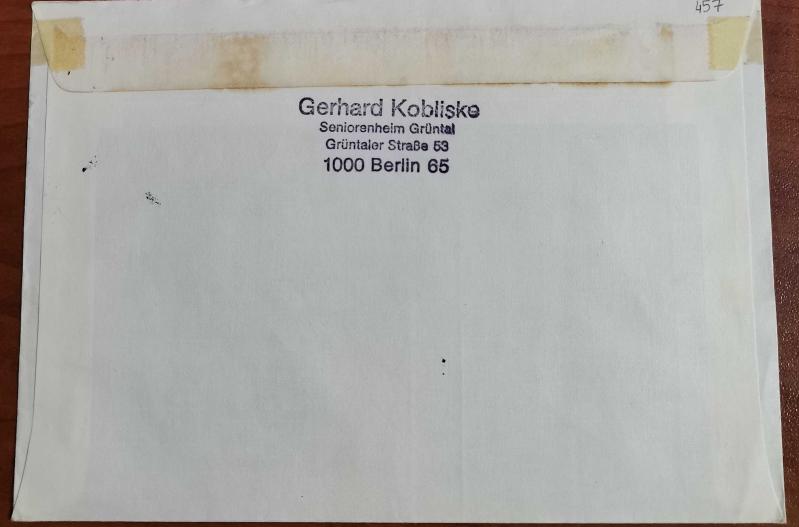 457
Gerhard Kobliske
Seniorenheim Grüntal
Grüntaler Straße 53
1000 Berlin 65